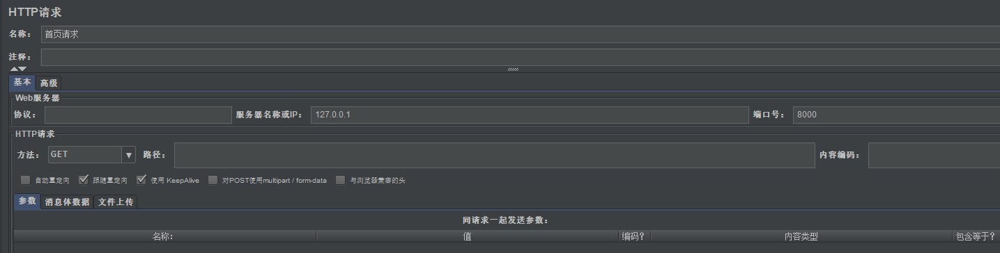 HTTP请求
名称： 首页请求
注释：
基本 高级
Web服务器
协议： 服务器名称或IP： 127.0.0.1 端口号： 8000
HTTP请求
方法： GET 路径： 内容编码：
自动重定向 跟随重定向 使用 KeepAlive 对POST使用multipart / form-data 与浏览器兼容的头
参数 消息体数据 文件上传
同请求一起发送参数：
名称: 值 编码? 内容类型 包含等于?